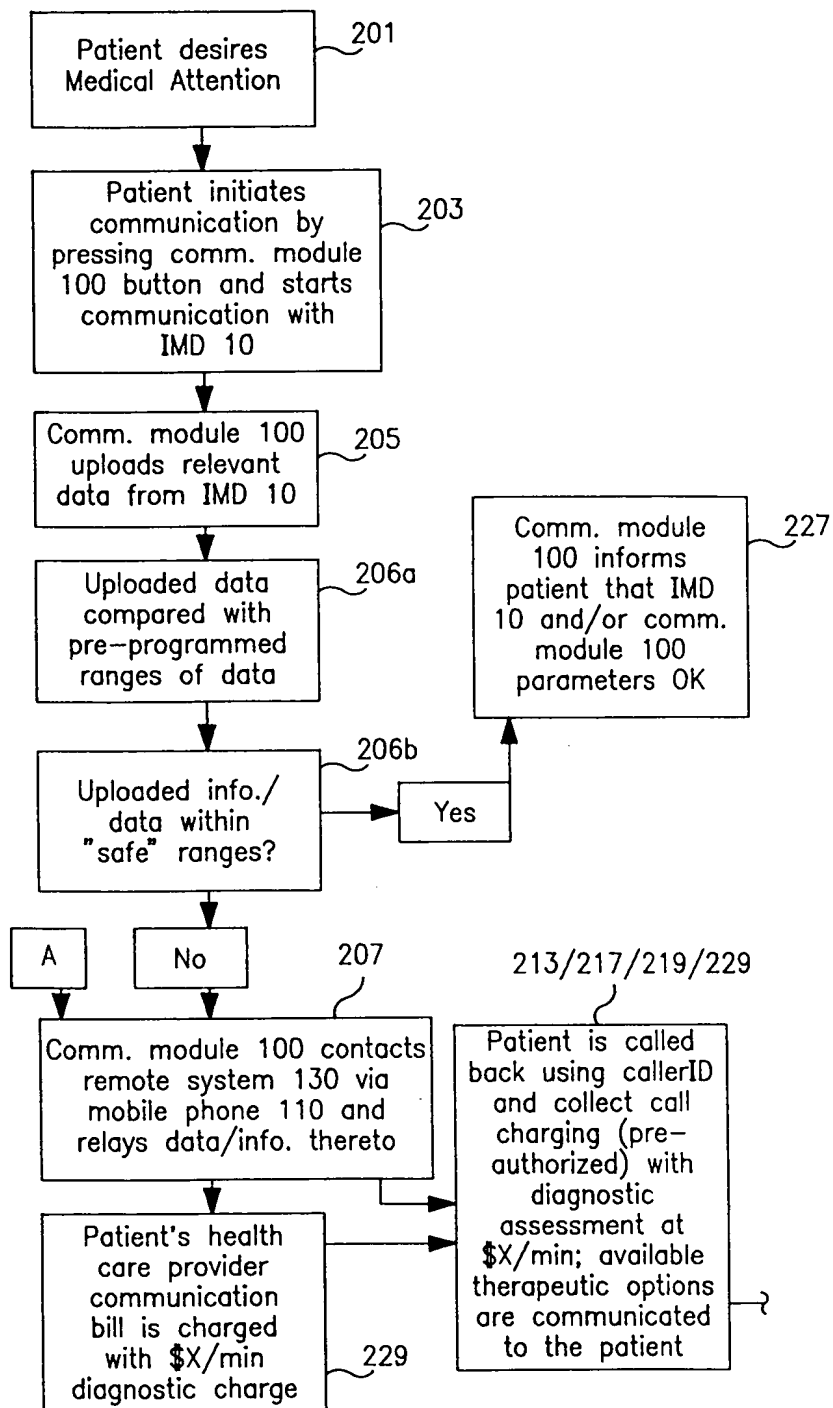 201
Patient desires
Medical Attention
203
Patient initiates
communication by
pressing comm. module
100 button and starts
communication with
IMD 10
205
Comm. module 100
uploads relevant
data from IMD 10
206a
Uploaded data
compared with
pre-programmed
ranges of data
227
Comm. module
100 informs
patient that IMD
10 and/or comm.
module 100
parameters OK
206b
Uploaded info./
data within
"safe" ranges?
Yes
A
No
207
Comm. module 100 contacts
remote system 130 via
mobile phone 110 and
relays data/info. thereto
213/217/219/229
Patient is called
back using callerID
and collect call
charging (pre-
authorized) with
diagnostic
assessment at
$X/min; available
therapeutic options
are communicated
to the patient
Patient's health
care provider
communication
bill is charged
with $X/min
diagnostic charge
229